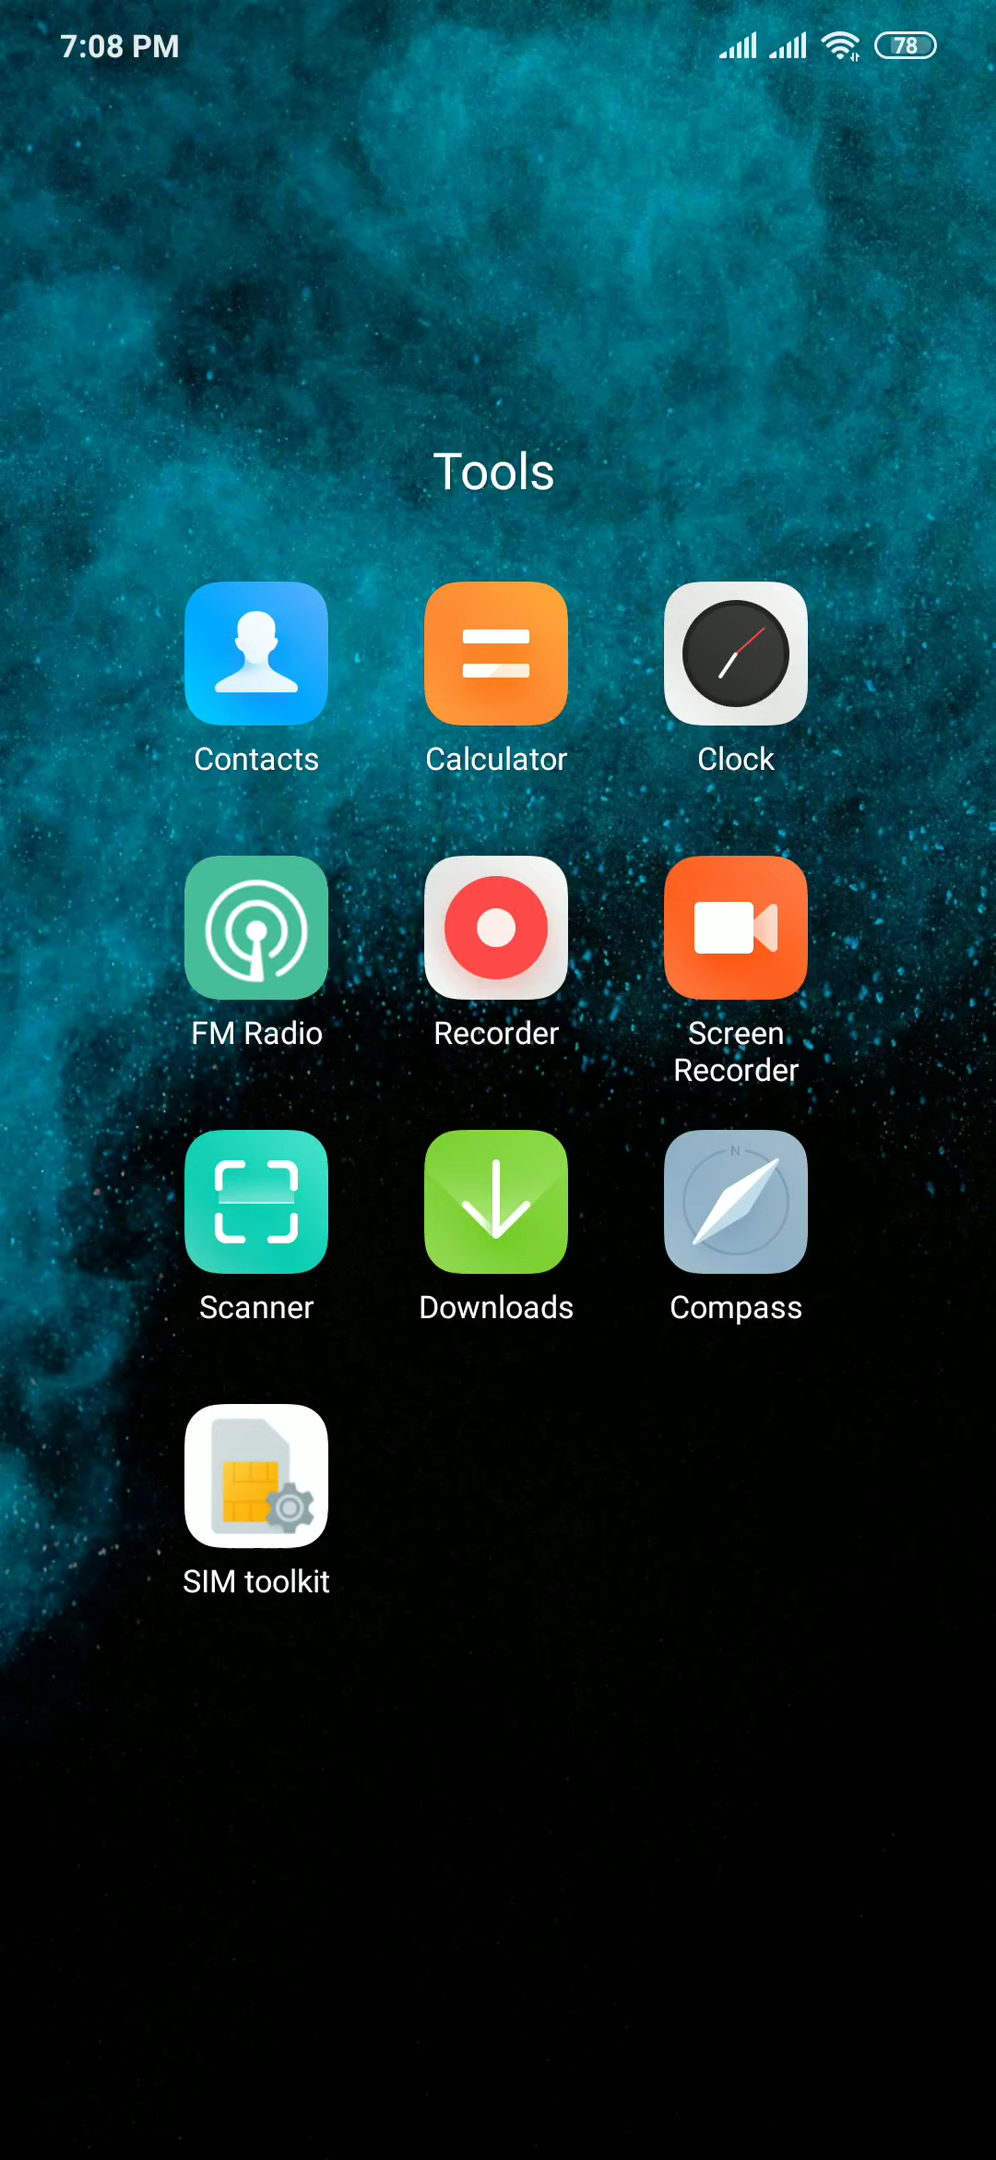 7:08 PM 78
Tools
Contacts Calculator Clock
FM Radio Recorder Screen
Recorder
N
Scanner Downloads Compass
SIM toolkit